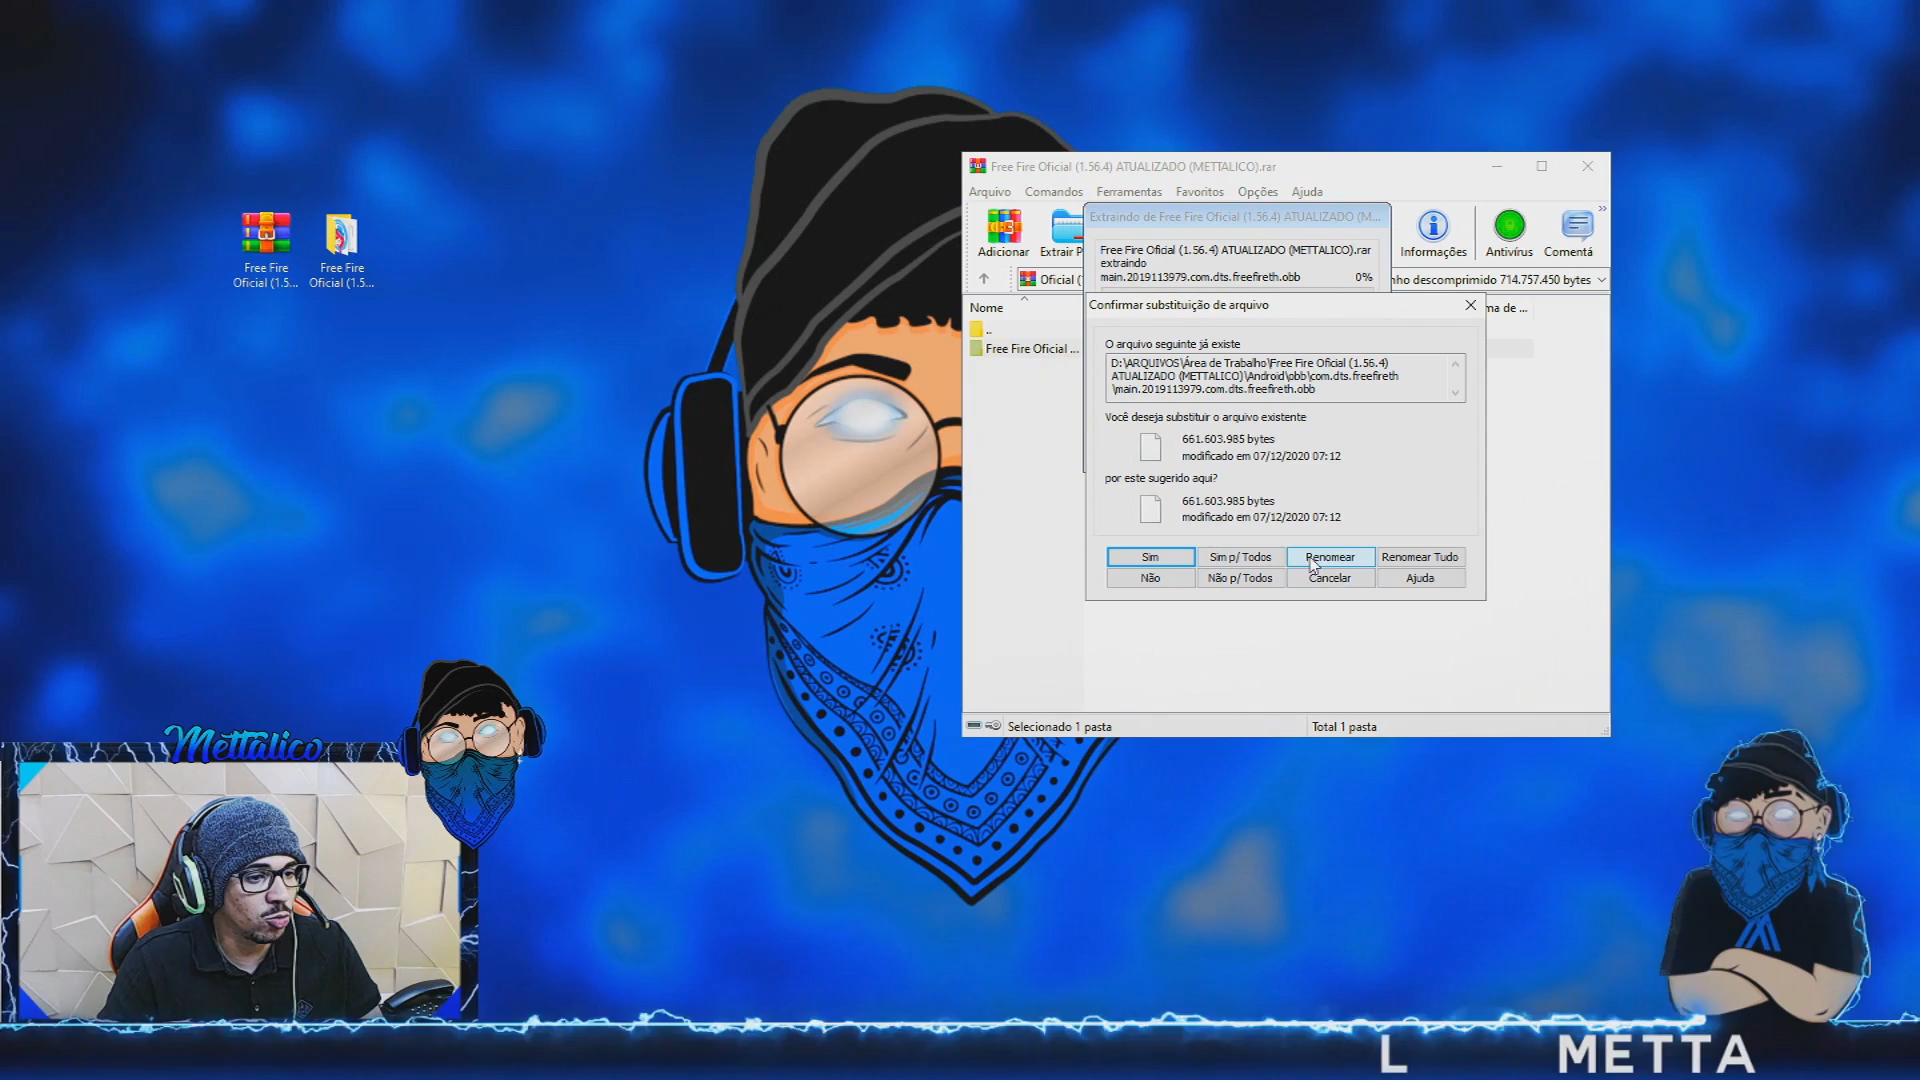 Free Fire Oficial (1.56.4) ATUALIZADO (METTALICO).rar
Arquivo Comandos Ferramentas Favoritos Opções Ajuda
Extraindo de Free Fire Oficial (1.56.4) ATUALIZADO (M...
Adicionar Extrair P Informações Antivírus Comentá
Free Fire Oficial (1.56.4) ATUALIZADO (METTALICO).rar
extraindo
main.2019113979.com.dts.freefireth.obb 0%
Oficial ( nho descomprimido 714.757.450 bytes
Nome ma de ...
..
Free Fire Oficial ...
Confirmar substituição de arquivo
O arquivo seguinte já existe
D:\ARQUIVOS\Área de Trabalho\Free Fire Oficial (1.56.4)
ATUALIZADO (METTALICO)\Android\obb\com.dts.freefireth
\main.2019113979.com.dts.freefireth.obb
Você deseja substituir o arquivo existente
661.603.985 bytes
modificado em 07/12/2020 07:12
por este sugerido aqui?
661.603.985 bytes
modificado em 07/12/2020 07:12
Sim Sim p/ Todos Renomear Renomear Tudo
Não Não p/ Todos Cancelar Ajuda
Selecionado 1 pasta Total 1 pasta
Free Fire
Oficial (1.5...
Free Fire
Oficial (1.5...
Mettalico
L METTA